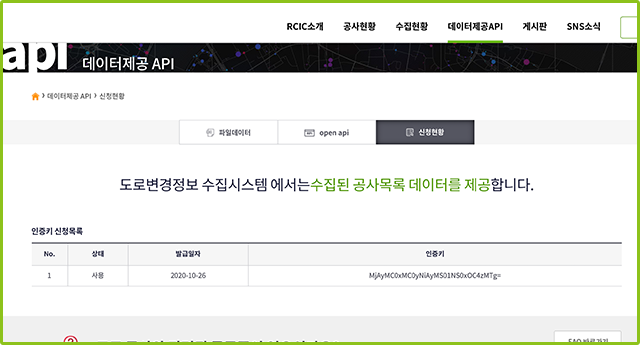 RCIC소개 공사현황 수집현황 데이터제공API 게시판 SNS소식
api 데이터제공 API
데이터제공 API > 신청현황
파일데이터 open api 신청현황
도로변경정보 수집시스템 에서는수집된 공사목록 데이터를 제공합니다.
인증키 신청목록
No. 상태 발급일자 인증키
1 사용 2020-10-26 MjAyMC0xMC0yNiAyMS01NS0xOC4zMTg=
FAQ 바로가기